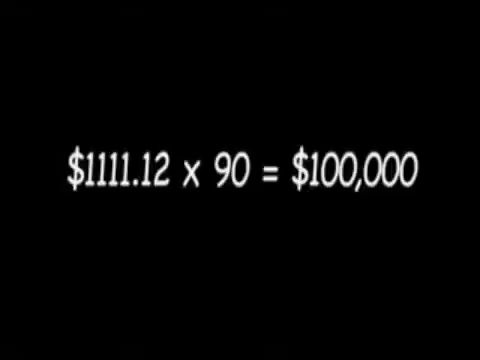 $1111.12 x 90 = $100,000